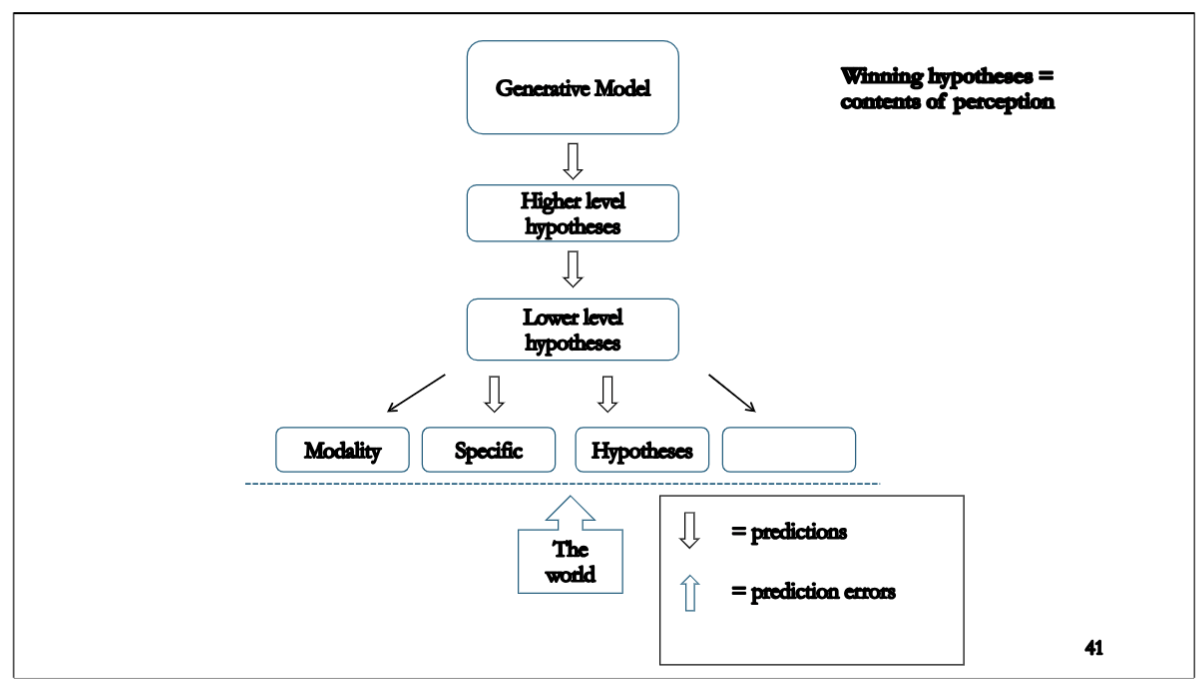 Generative Model
Winning hypotheses =
contents of perception
Higher level
hypotheses
Lower level
hypotheses
Modality
Specific
Hypotheses
The
world
= predictions
= prediction errors
41